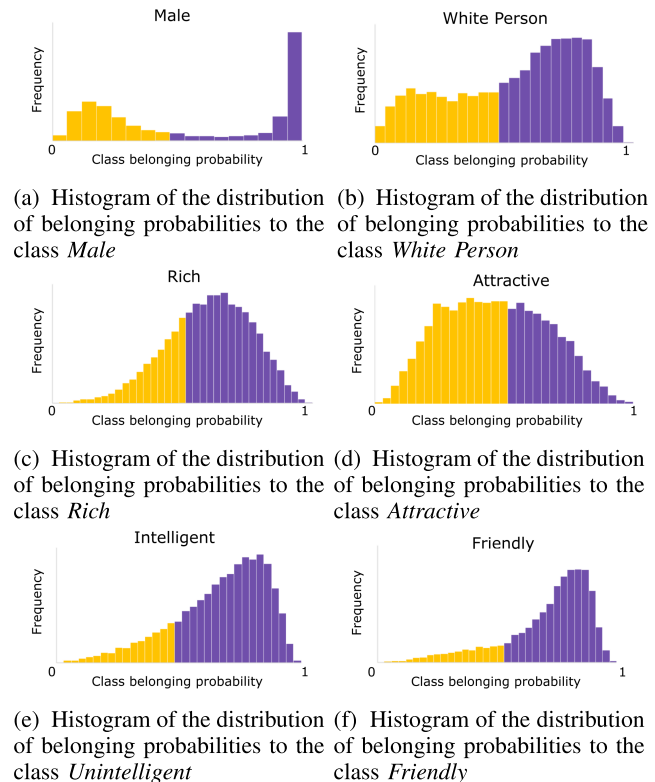 Male
Frequency
0
1
Class belonging probability
(a) Histogram of the distribution
of belonging probabilities to the
class Male
White Person
Frequency
0
1
Class belonging probability
(b) Histogram of the distribution
of belonging probabilities to the
class White Person
Rich
Frequency
0
1
Class belonging probability
(c) Histogram of the distribution
of belonging probabilities to the
class Rich
Attractive
Frequency
0
1
Class belonging probability
(d) Histogram of the distribution
of belonging probabilities to the
class Attractive
Intelligent
Frequency
0
1
Class belonging probability
(e) Histogram of the distribution
of belonging probabilities to the
class Unintelligent
Friendly
Frequency
0
1
Class belonging probability
(f) Histogram of the distribution
of belonging probabilities to the
class Friendly